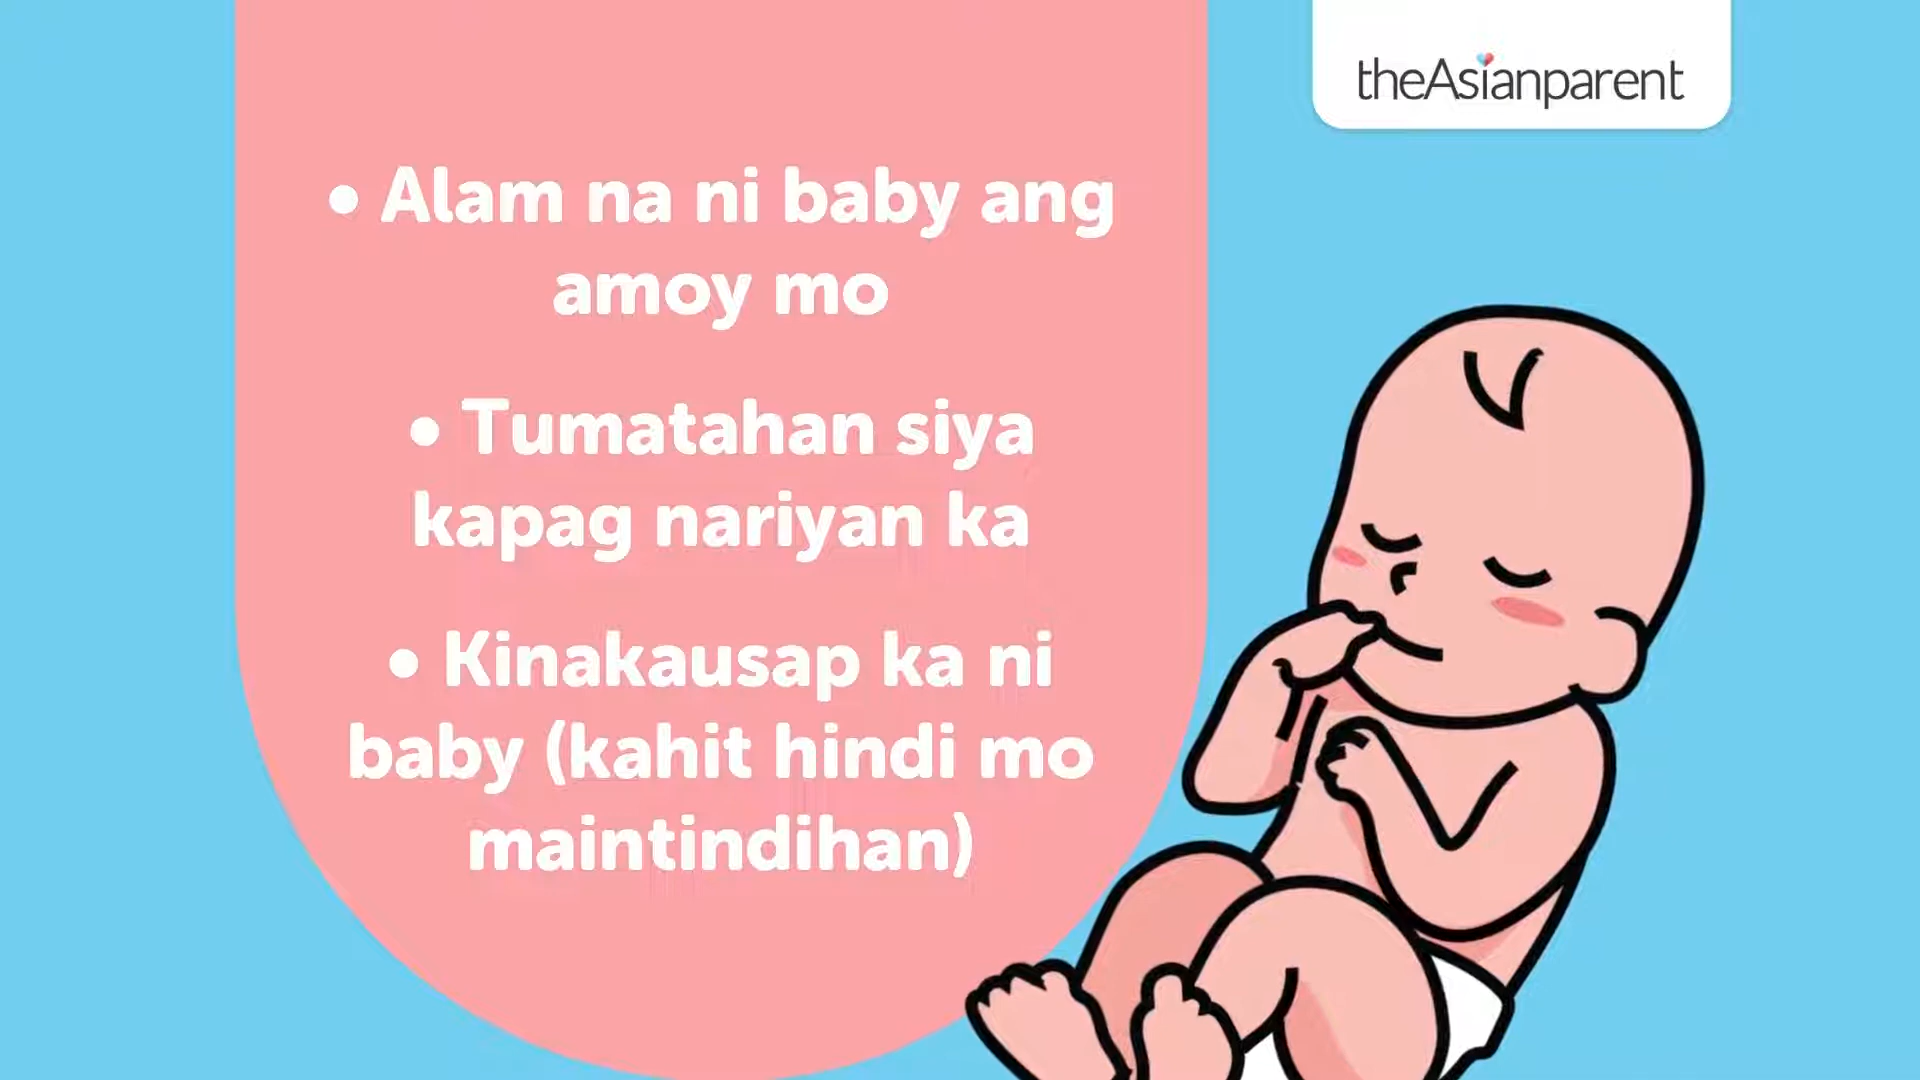 theAsianparent
• Alam na ni baby ang
amoy mo
• Tumatahan siya
kapag nariyan ka
• Kinakausap ka ni
baby (kahit hindi mo
maintindihan)